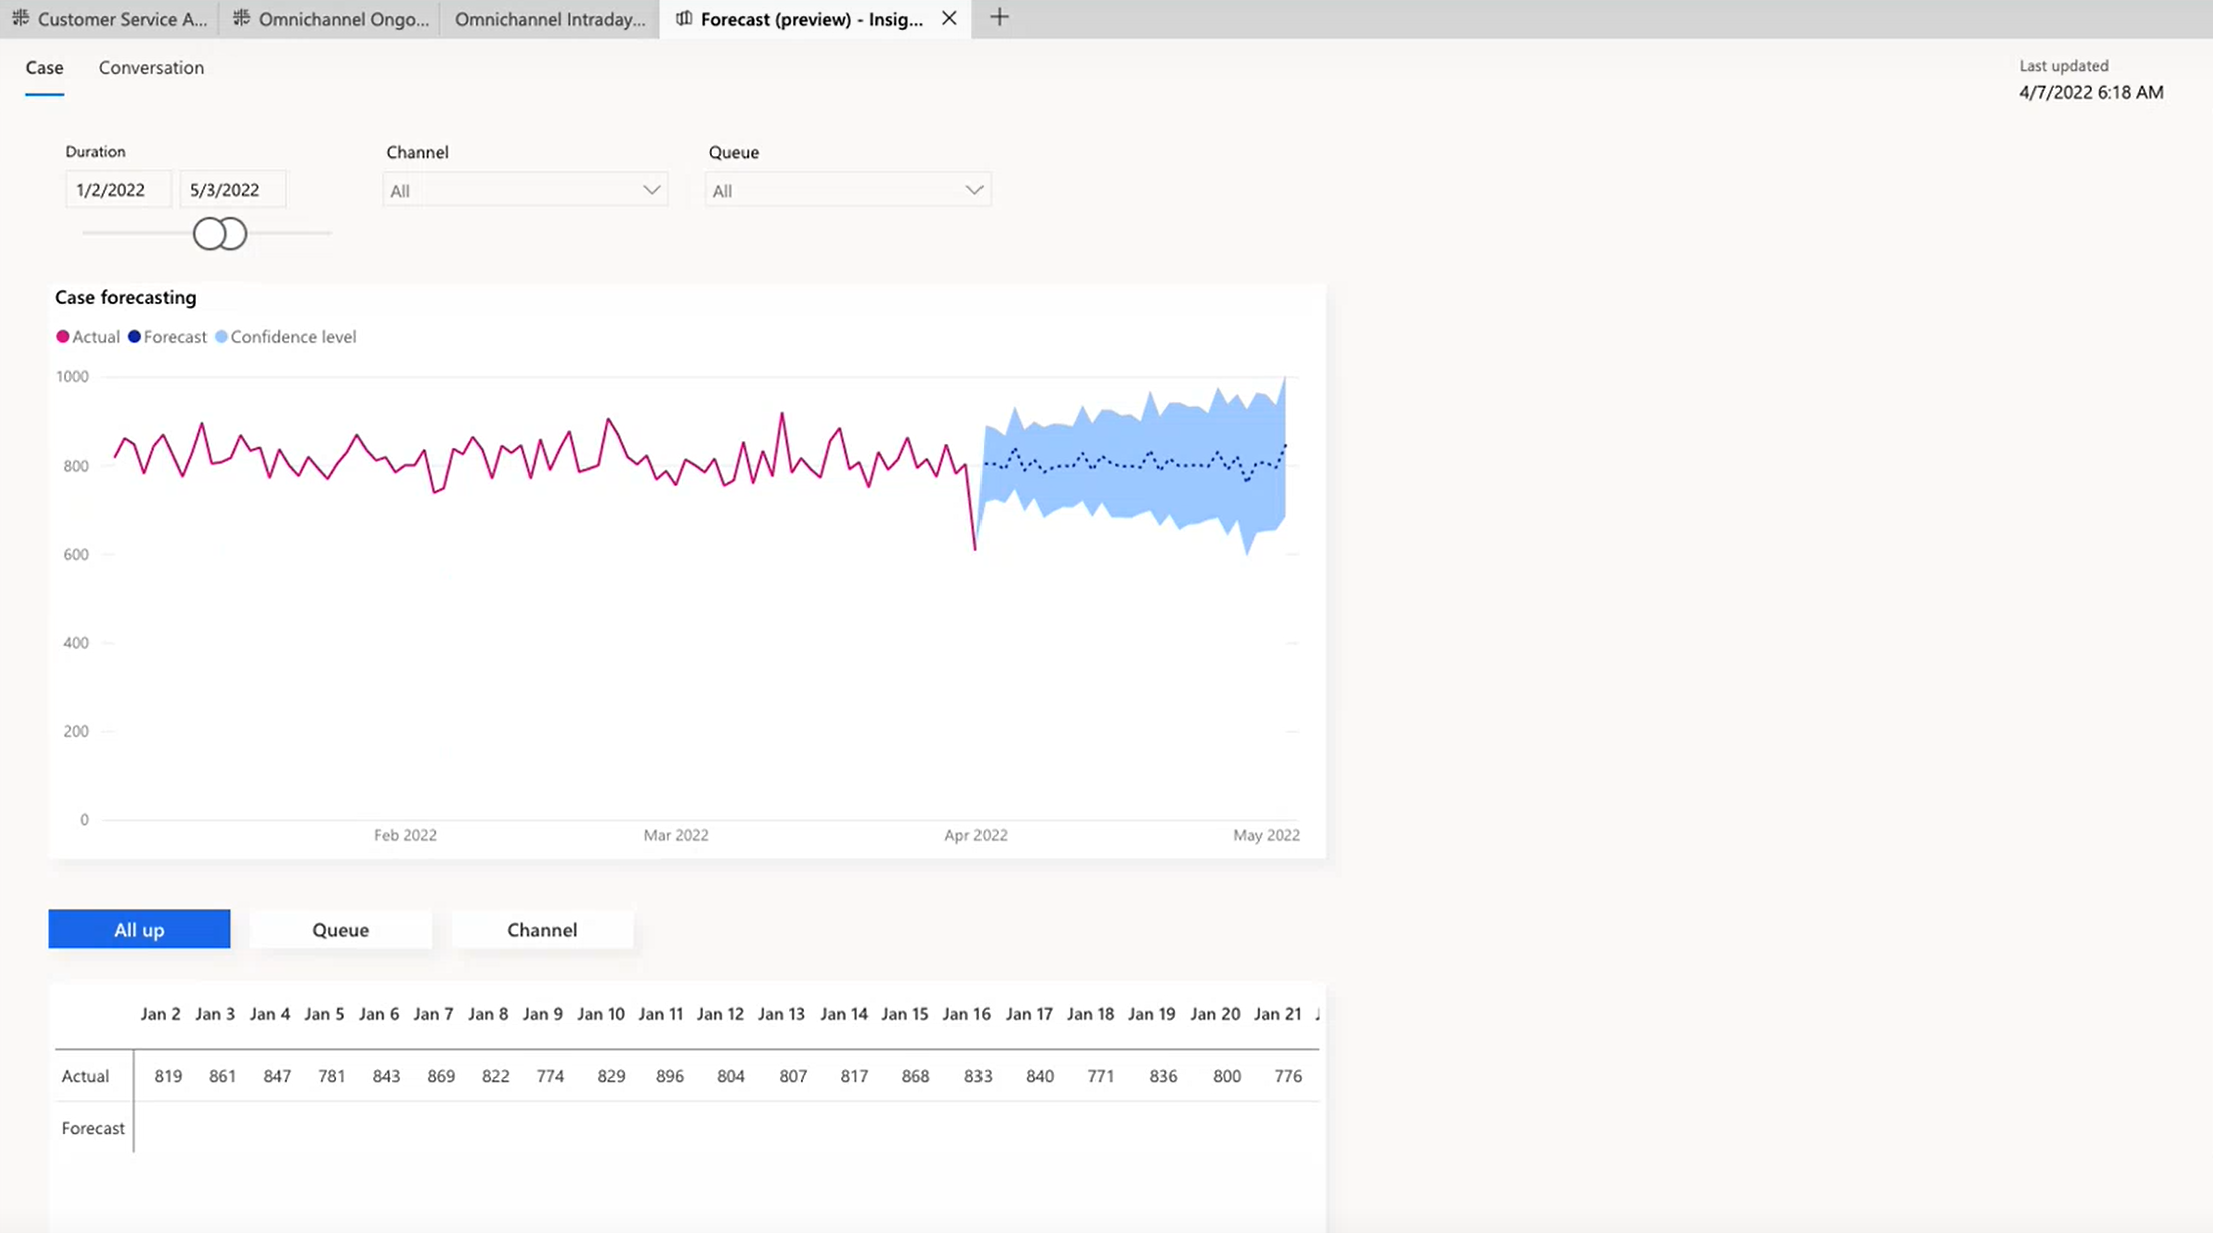 Customer Service A... Omnichannel Ongo... Omnichannel Intraday... Forecast (preview) - Insig...
Case Conversation
Last updated
4/7/2022 6:18 AM
Duration Channel Queue
1/2/2022 5/3/2022 All All
Case forecasting
Actual Forecast Confidence level
1000
800
600
400
200
0
Feb 2022 Mar 2022 Apr 2022 May 2022
All up Queue Channel
Jan 2 Jan 3 Jan 4 Jan 5 Jan 6 Jan 7 Jan 8 Jan 9 Jan 10 Jan 11 Jan 12 Jan 13 Jan 14 Jan 15 Jan 16 Jan 17 Jan 18 Jan 19 Jan 20 Jan 21
Actual 819 861 847 781 843 869 822 774 829 896 804 807 817 868 833 840 771 836 800 776
Forecast